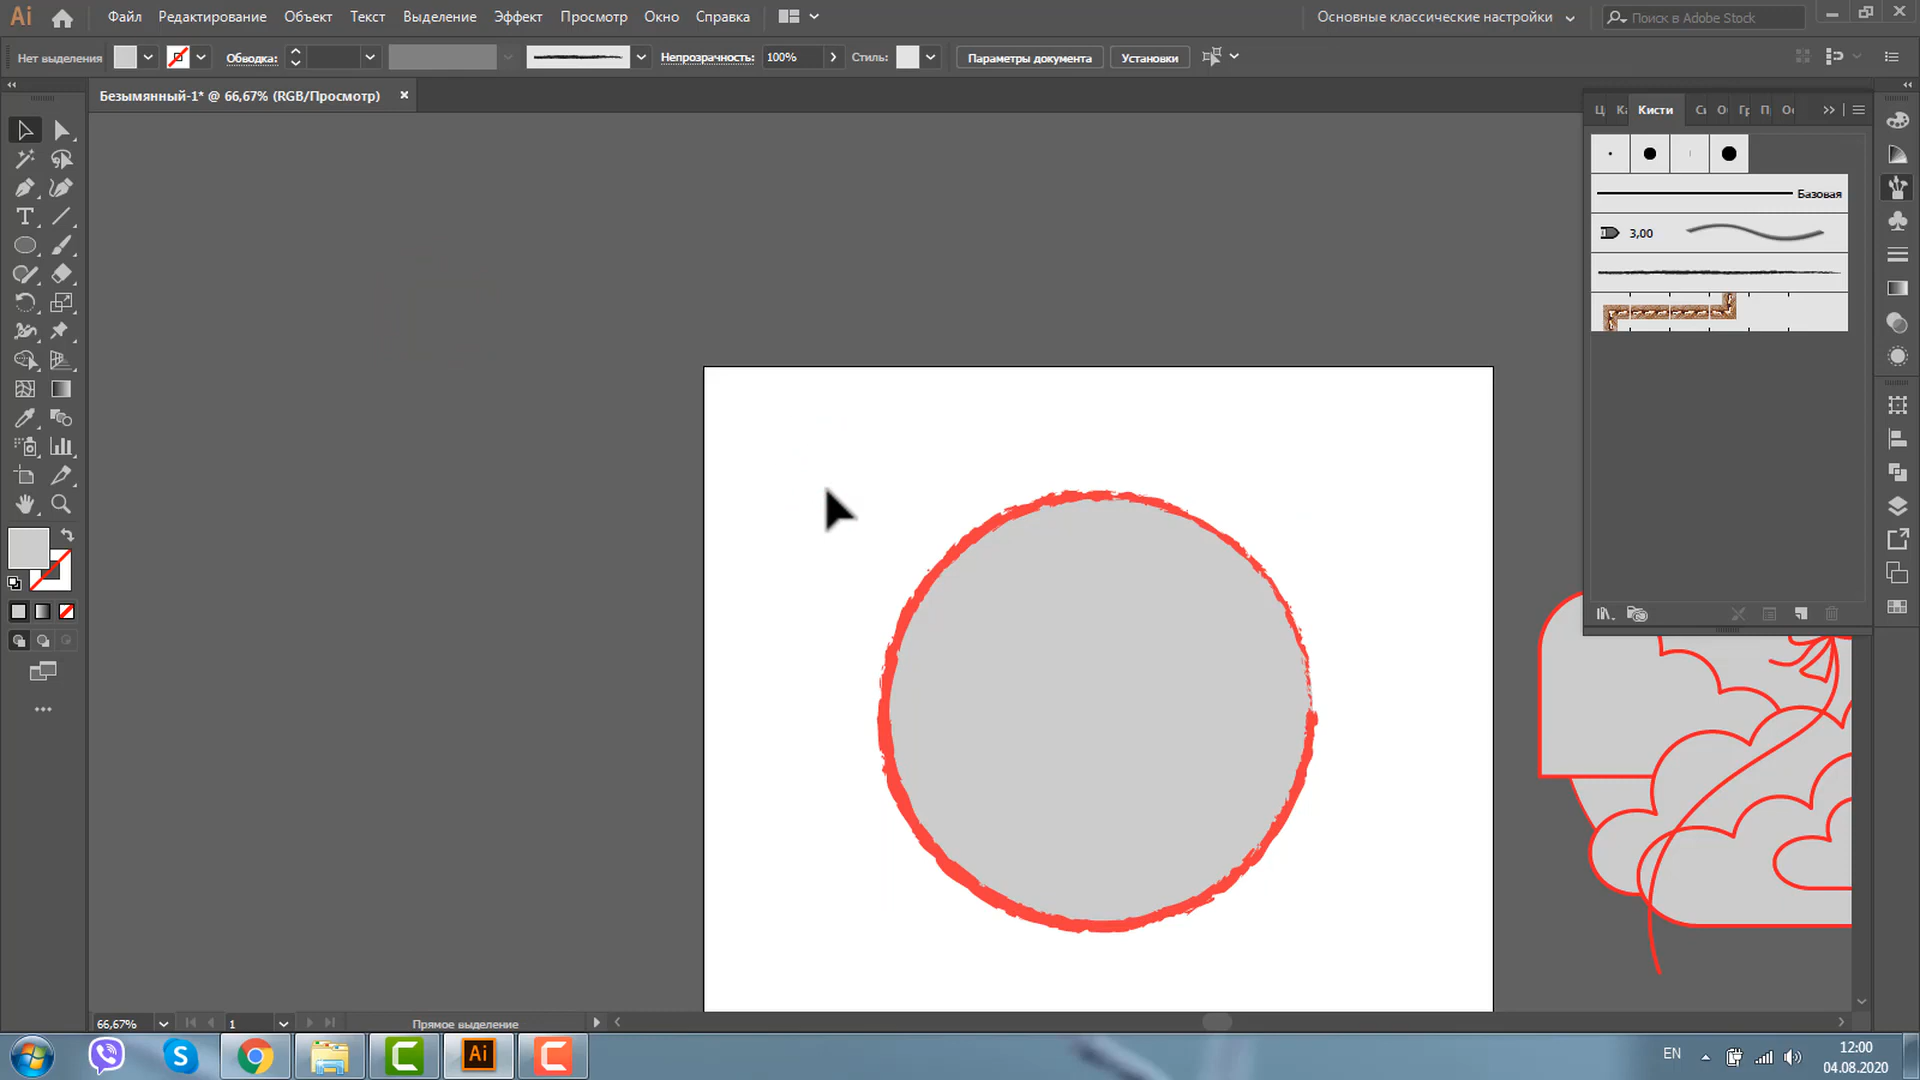 Ai Файл Редактирование Объект Текст Выделение Эффект Просмотр Окно Справка Основные классические настройки Поиск в Adobe Stock
Нет выделения Обводка: Непрозрачность: 100% Стиль: Параметры документа Установки
Безымянный-1* @ 66,67% (RGB/Просмотр)
Кисти
Базовая
3,00
66,67% 1 Прямое выделение
Ai
EN
12:00
04.08.2020